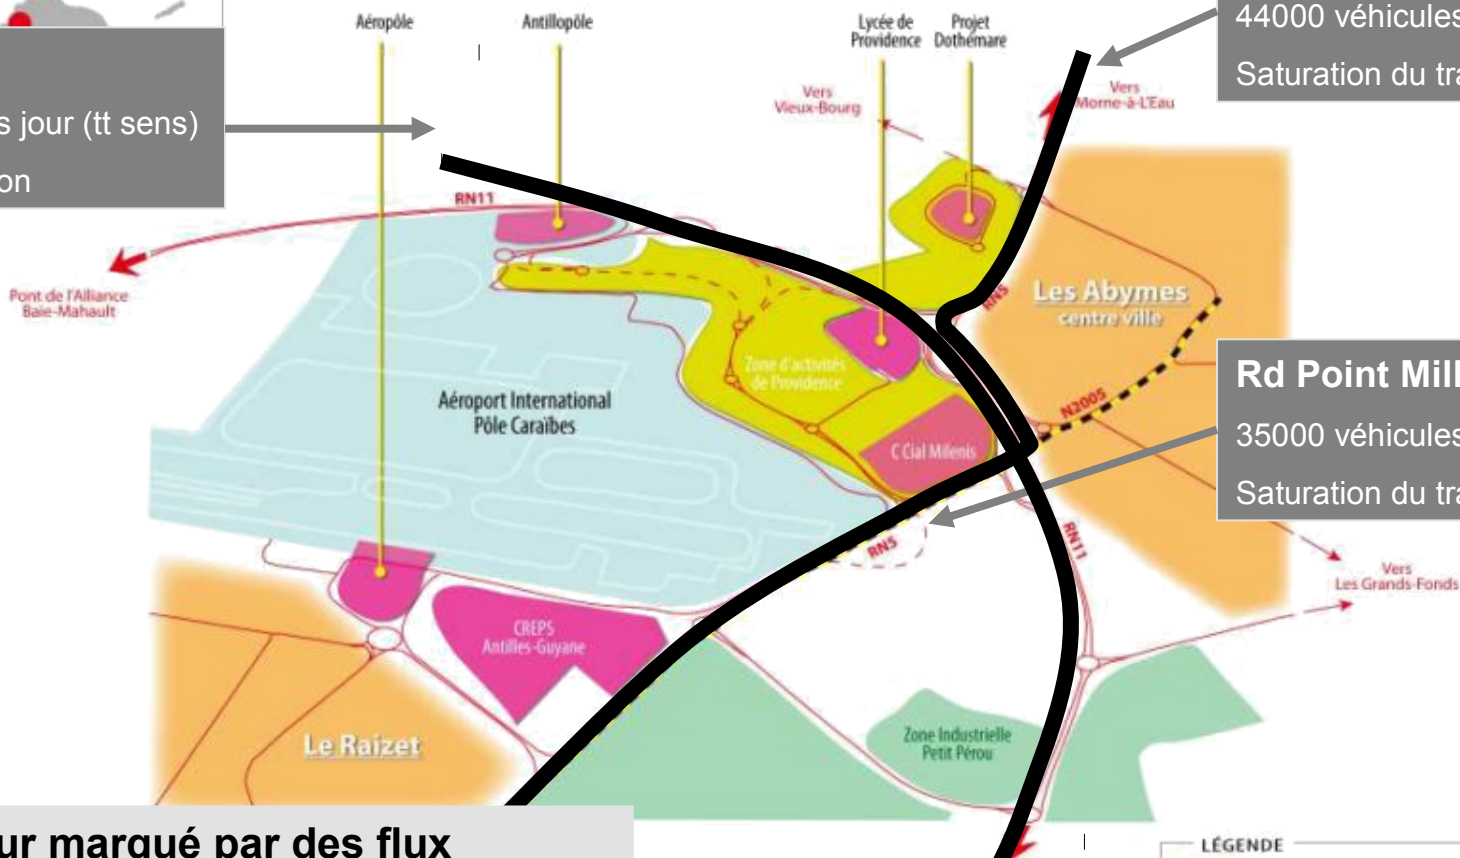 Aéropôle
Antillopôle
Lycée de
Providence
Projet
Dothémare
44000 véhicules
Saturation du
s jour (tt sens)
on
Vers
Vieux-Bourg
Vers
Morne-à-L'Eau
RN11
Pont de l'Alliance
Baie-Mahault
RN5
Les Abymes
centre ville
Zone d'activités
de Providence
Aéroport International
Pôle Caraïbes
N2005
C Cial Milenis
Rd Point Mill
35000 véhicules
Saturation du
RN5
RN11
Vers
Les Grands-Fonds
CREPS
Antilles-Guyane
Le Raizet
Zone Industrielle
Petit Pérou
ur marqué par des flux
LÉGENDE